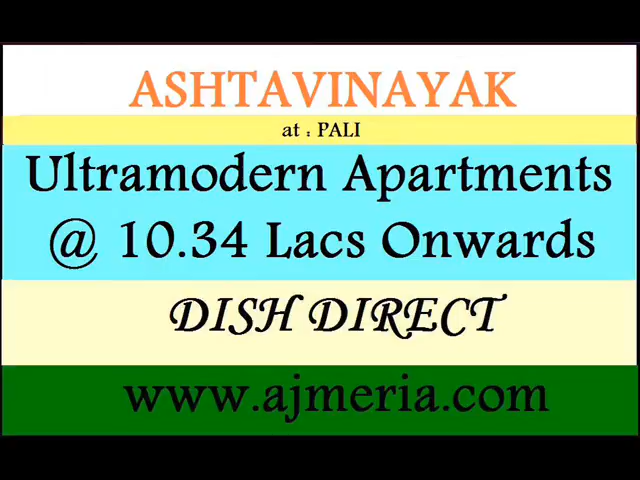 ASHTAVINAYAK
at : PALI
Ultramodern Apartments
@ 10.34 Lacs Onwards
DISH DIRECT
www.ajmeria.com